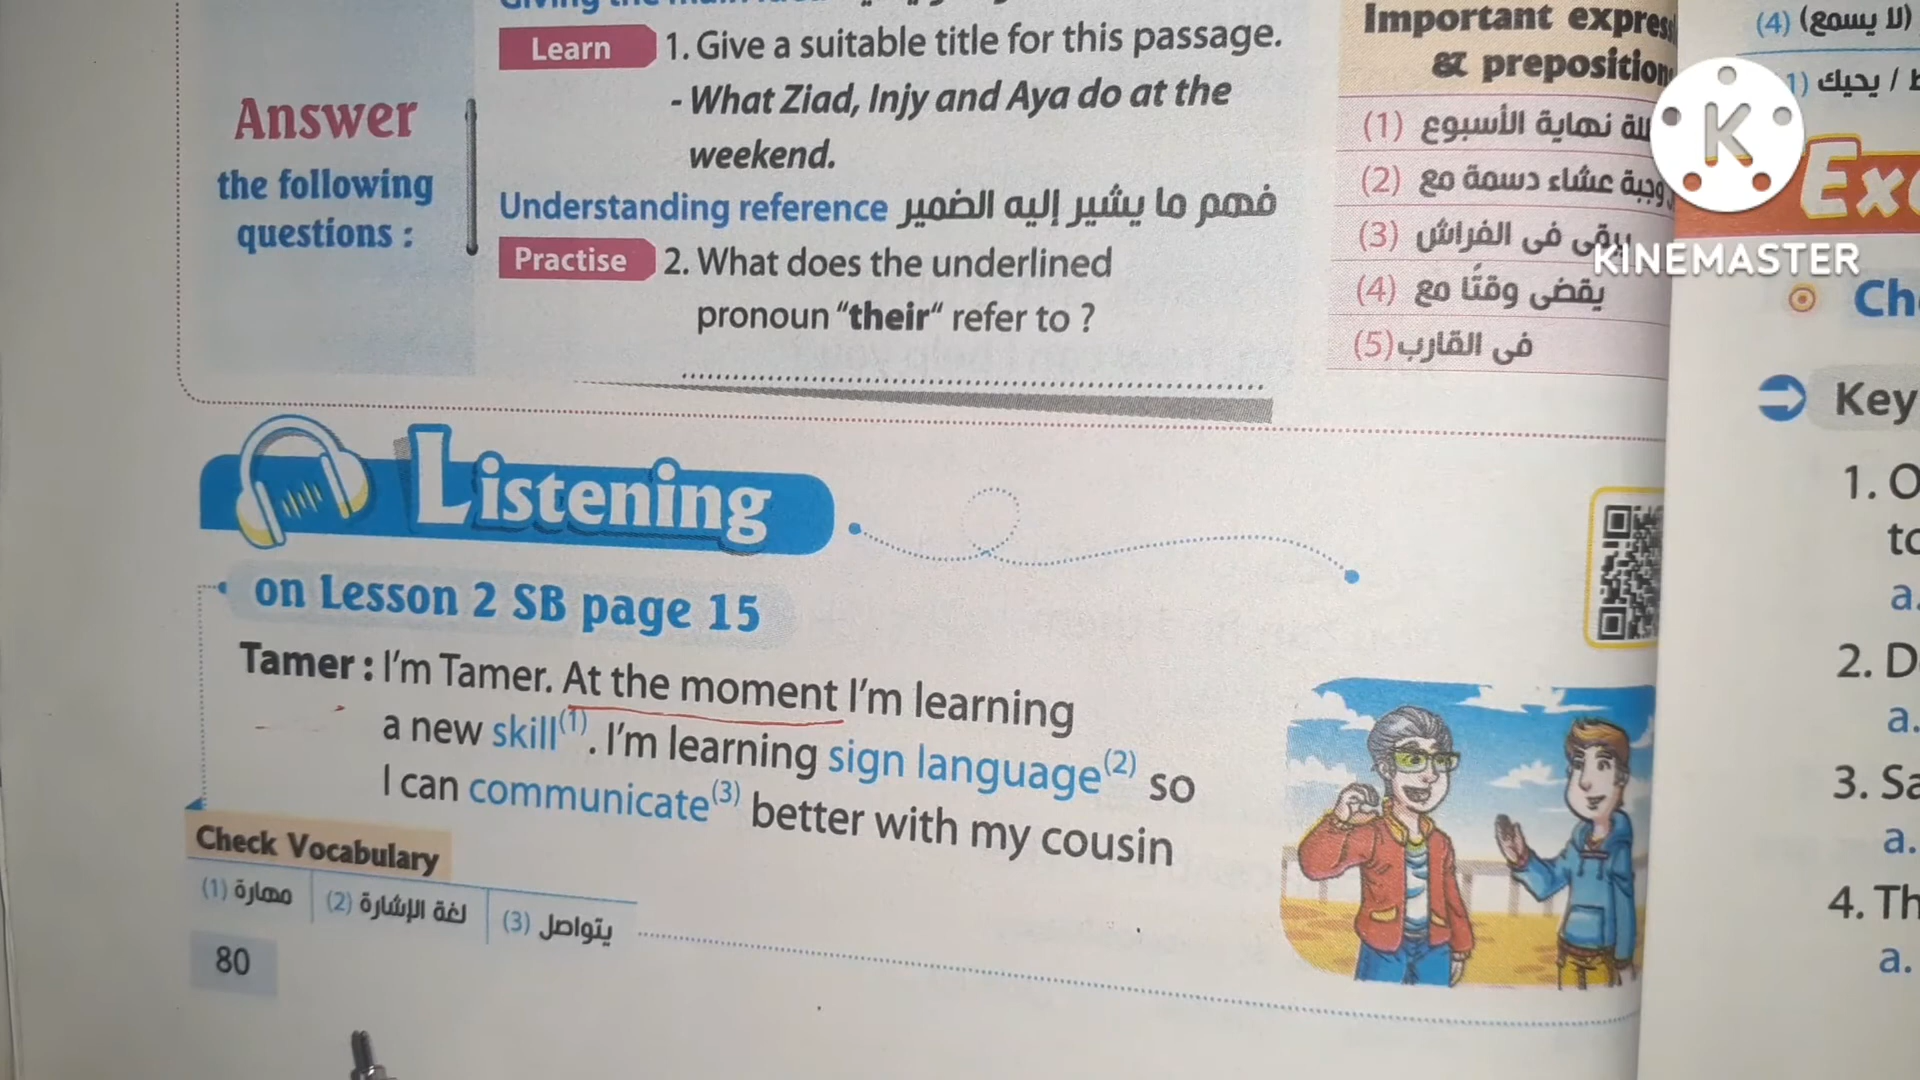 Learn 1. Give a suitable title for this passage.
- What Ziad, Injy and Aya do at the
weekend.
Answer
the following
questions :
Understanding reference فهم ما يشير إليه الضمير
Practise 2. What does the underlined
pronoun “their“ refer to ?
Important
& preposition
(1) نهاية الأسبوع
(2) وجبة عشاء دسمة مع
(3) يبقى فى الفراش
(4) يقضى وقتًا مع
(5) فى القارب
Listening
on Lesson 2 SB page 15
Tamer : I’m Tamer. At the moment I’m learning
a new skill(1). I’m learning sign language(2) so
I can communicate(3) better with my cousin
Check Vocabulary
(1) مهارة (2) لغة الإشارة (3) يتواصل
80
(4) (لا يسمع)
يحيك /
K
KINEMASTER
Key
1. O
a.
2. D
a.
3. Sa
a.
4. Th
a.